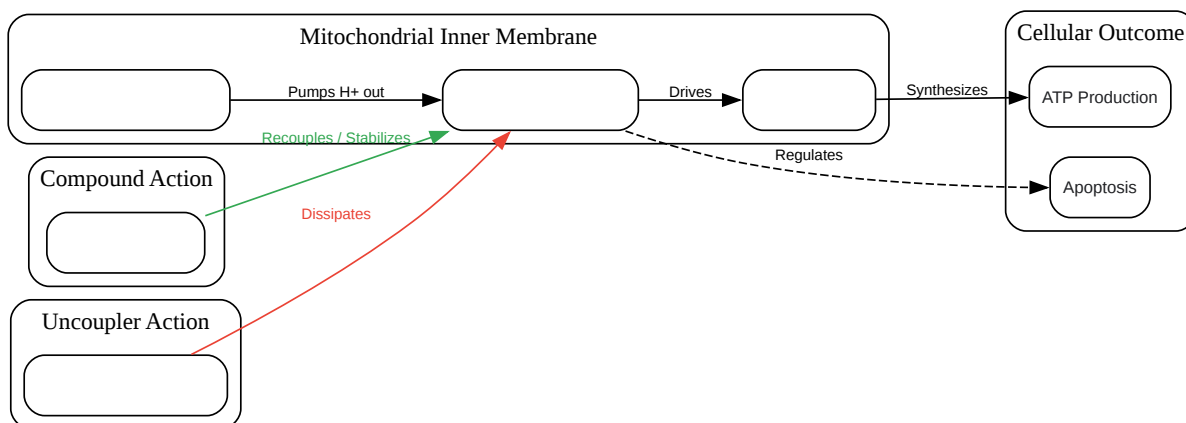 Mitochondrial Inner Membrane
Cellular Outcome
Pumps H+ out
Drives
Synthesizes
ATP Production
Recouples / Stabilizes
Regulates
Compound Action
Apoptosis
Dissipates
Uncoupler Action